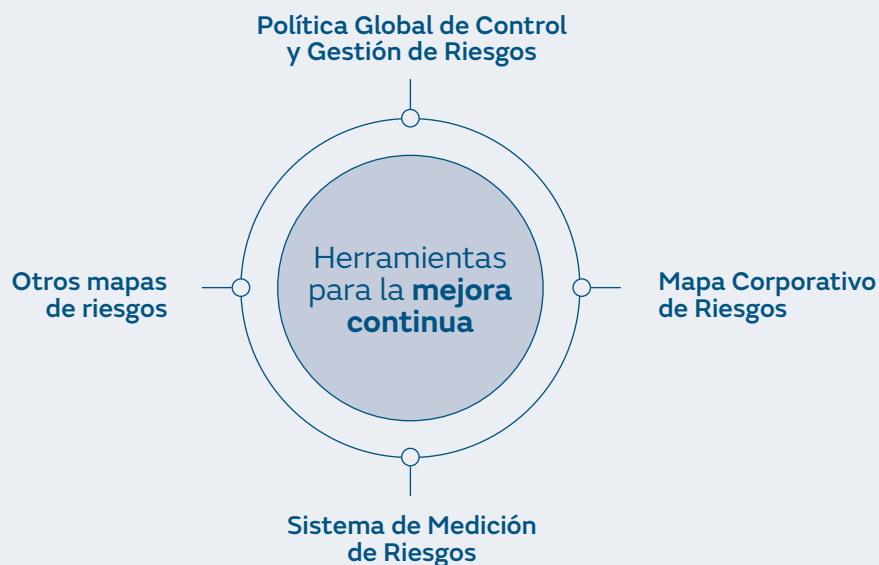 Política Global de Control
y Gestión de Riesgos
Otros mapas
de riesgos
Herramientas
para la mejora
continua
Mapa Corporativo
de Riesgos
Sistema de Medición
de Riesgos